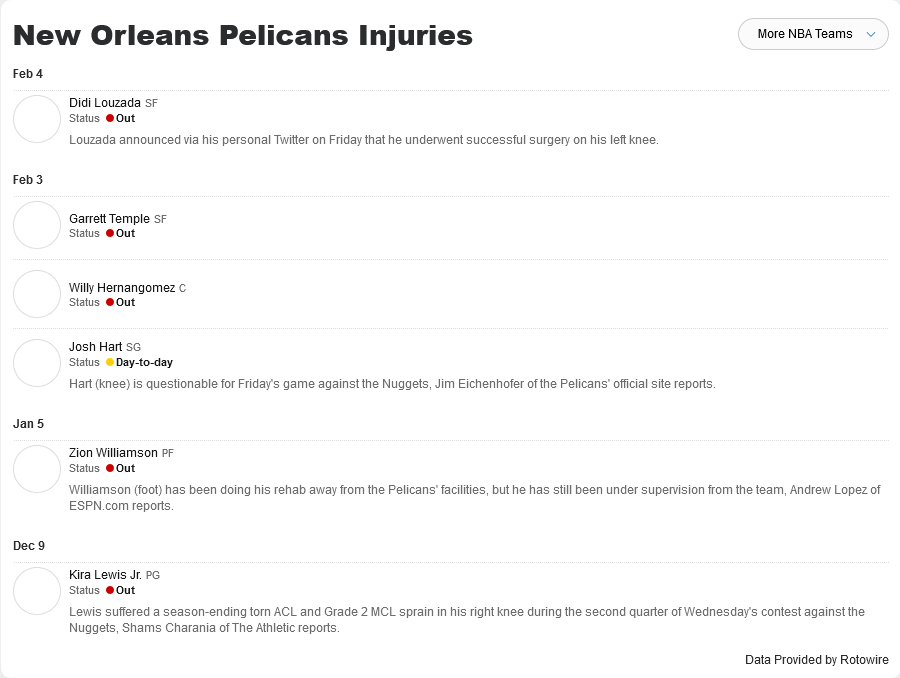 New Orleans Pelicans Injuries
More NBA Teams
Feb 4
Didi Louzada SF
Status Out
Louzada announced via his personal Twitter on Friday that he underwent successful surgery on his left knee.
Feb 3
Garrett Temple SF
Status Out
Willy Hernangomez C
Status Out
Josh Hart SG
Status Day-to-day
Hart (knee) is questionable for Friday's game against the Nuggets, Jim Eichenhofer of the Pelicans' official site reports.
Jan 5
Zion Williamson PF
Status Out
Williamson (foot) has been doing his rehab away from the Pelicans' facilities, but he has still been under supervision from the team, Andrew Lopez of
ESPN.com reports.
Dec 9
Kira Lewis Jr. PG
Status Out
Lewis suffered a season-ending torn ACL and Grade 2 MCL sprain in his right knee during the second quarter of Wednesday's contest against the
Nuggets, Shams Charania of The Athletic reports.
Data Provided by Rotowire